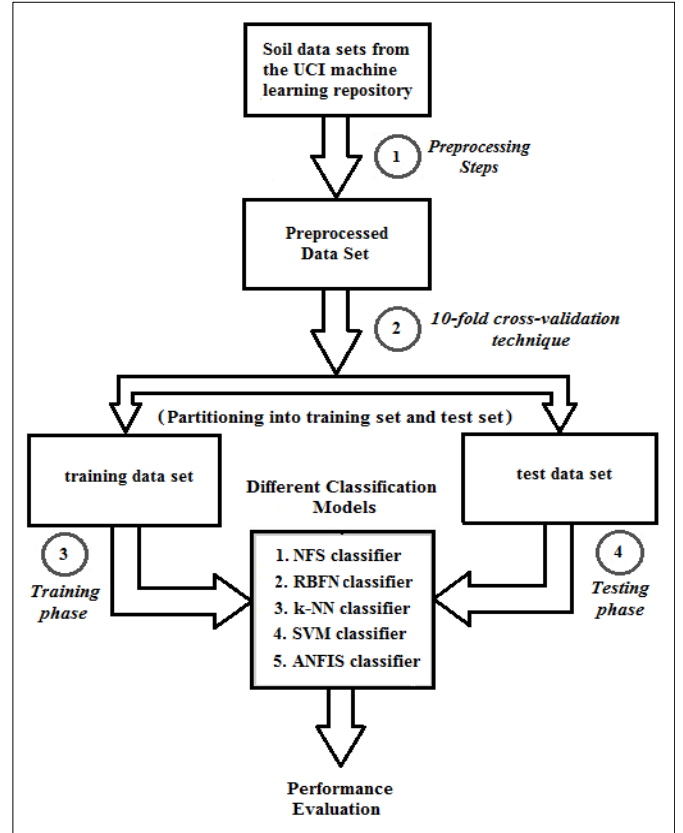 Soil data sets from
the UCI machine
learning repository
1
Preprocessing
Steps
Preprocessed
Data Set
2
10-fold cross-validation
technique
(Partitioning into training set and test set)
training data set
test data set
Different Classification
Models
3
Training
phase
1. NFS classifier
2. RBFN classifier
3. k-NN classifier
4. SVM classifier
5. ANFIS classifier
4
Testing
phase
Performance
Evaluation